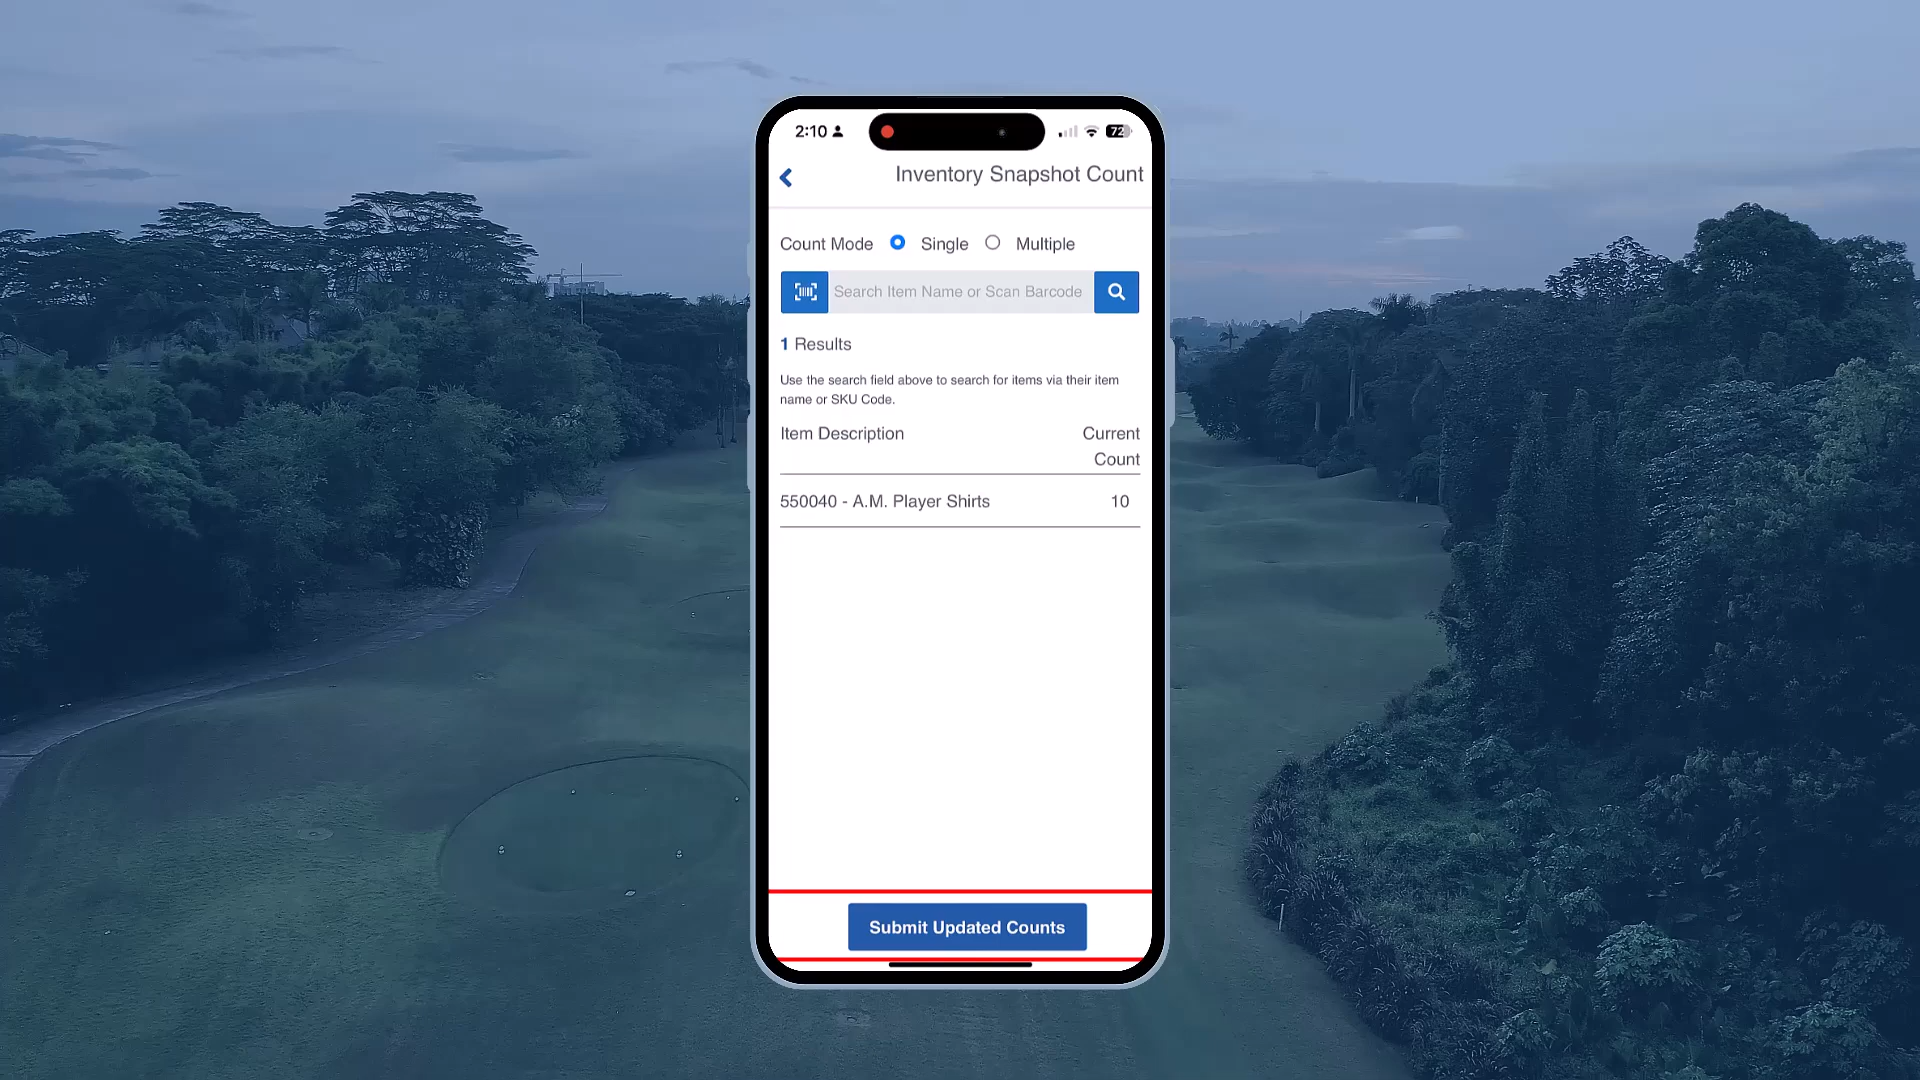 2:10
72
Inventory Snapshot Count
Count Mode Single Multiple
Search Item Name or Scan Barcode
1 Results
Use the search field above to search for items via their item
name or SKU Code.
Item Description Current
Count
550040 - A.M. Player Shirts 10
Submit Updated Counts